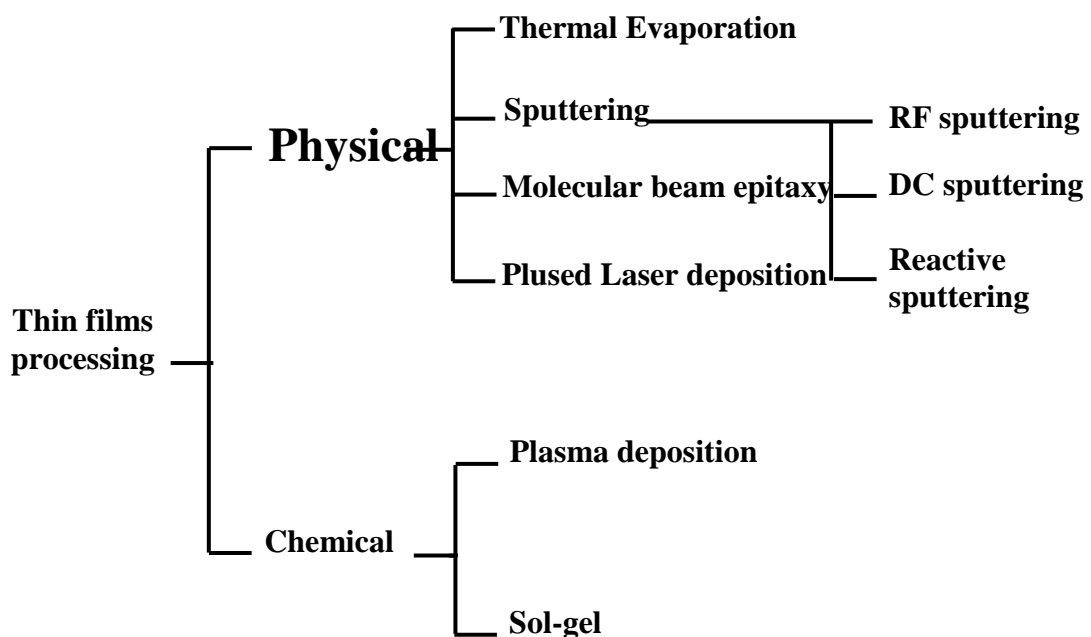 Thermal Evaporation
Sputtering
RF sputtering
Physical
Molecular beam epitaxy
DC sputtering
Plused Laser deposition
Reactive
sputtering
Thin films
processing
Plasma deposition
Chemical
Sol-gel